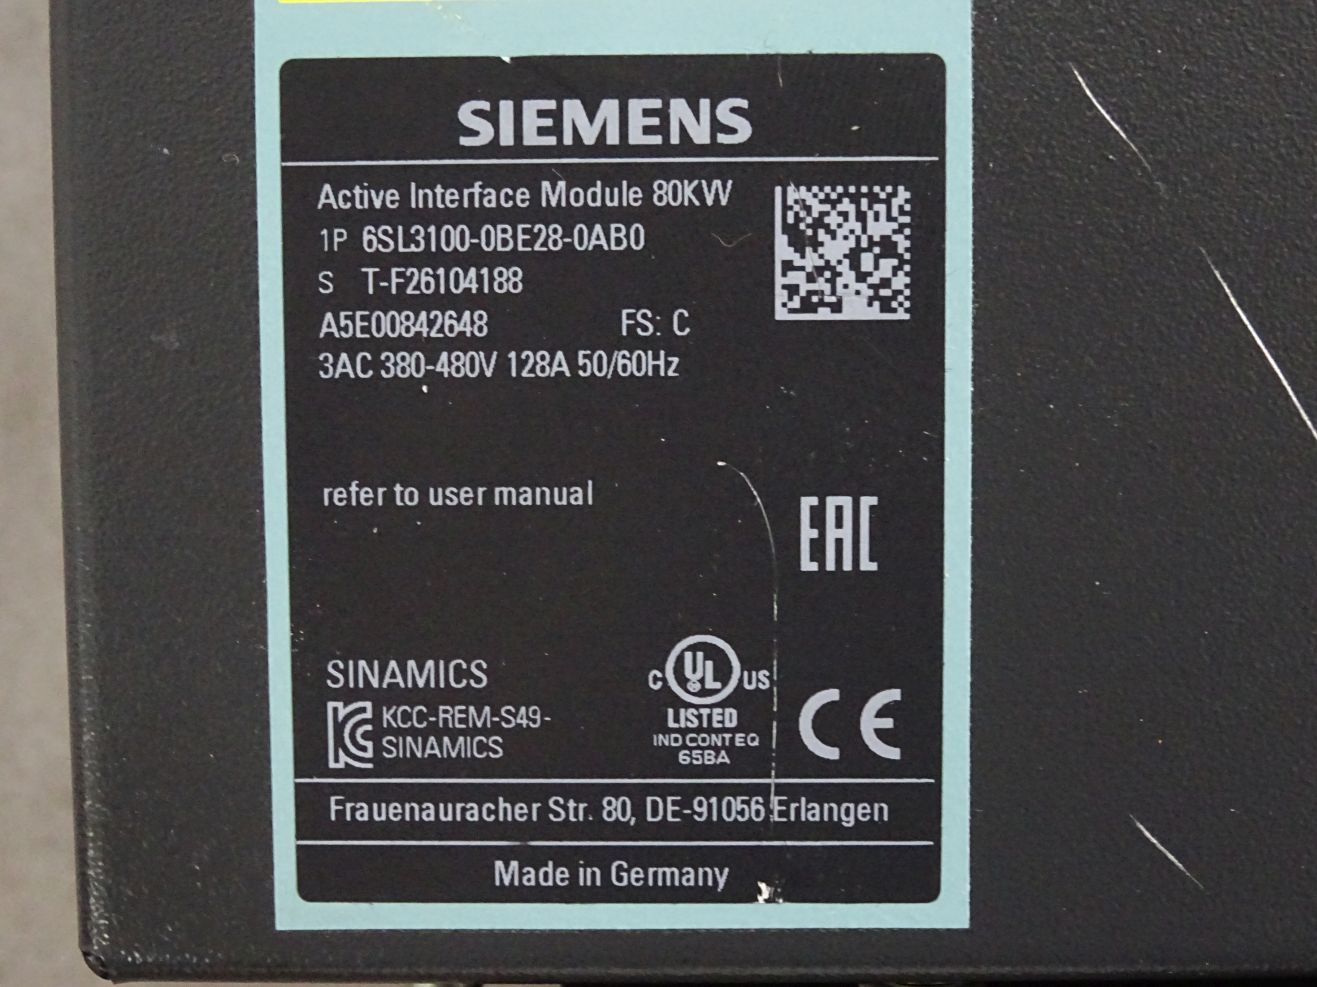 SIEMENS
Active Interface Module 80KW
1P 6SL3100-0BE28-0AB0
S T-F26104188
A5E00842648 FS: C
3AC 380-480V 128A 50/60Hz
refer to user manual
EAC
SINAMICS
KC KCC-REM-S49-
SINAMICS
C UL US
LISTED
IND CONT EQ
65BA
CE
Frauenauracher Str. 80, DE-91056 Erlangen
Made in Germany